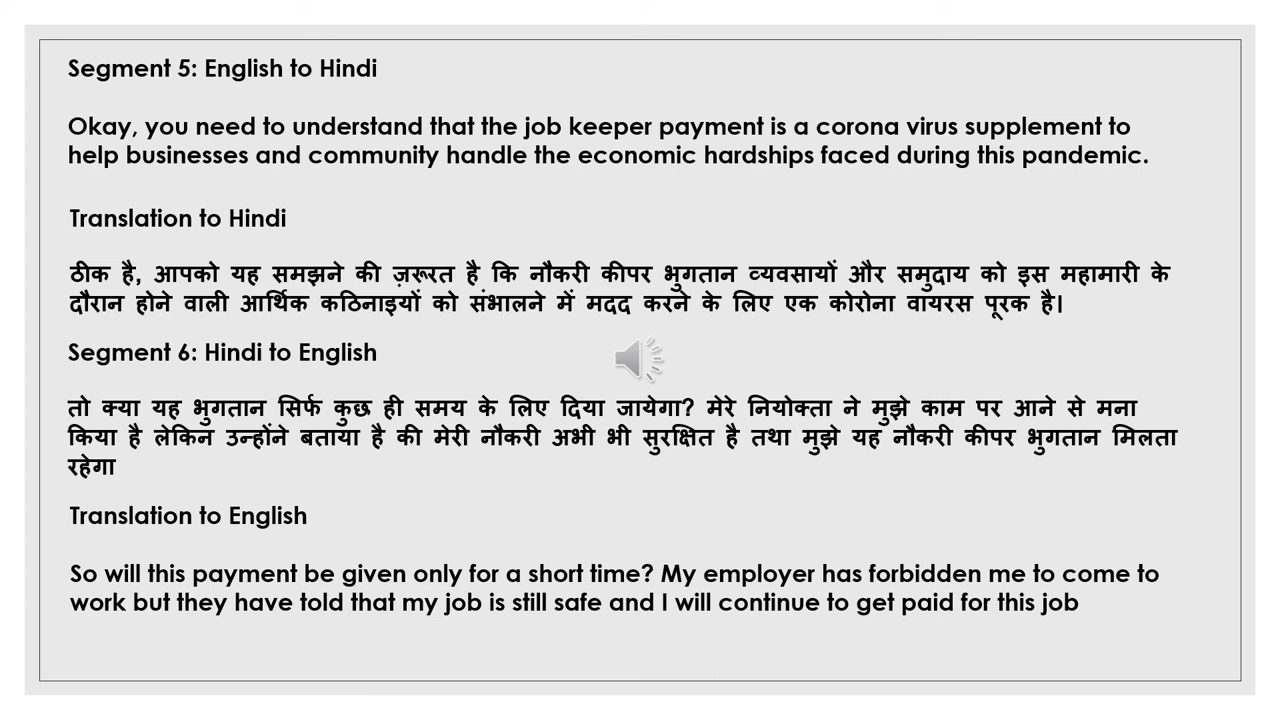 Segment 5: English to Hindi
Okay, you need to understand that the job keeper payment is a corona virus supplement to
help businesses and community handle the economic hardships faced during this pandemic.
Translation to Hindi
ठीक है, आपको यह समझने की ज़रूरत है कि नौकरी कीपर भुगतान व्यवसायों और समुदाय को इस महामारी के
दौरान होने वाली आर्थिक कठिनाइयों को संभालने में मदद करने के लिए एक कोरोना वायरस पूरक है।
Segment 6: Hindi to English
तो क्या यह भुगतान सिर्फ कुछ ही समय के लिए दिया जायेगा? मेरे नियोक्ता ने मुझे काम पर आने से मना
किया है लेकिन उन्होंने बताया है की मेरी नौकरी अभी भी सुरक्षित है तथा मुझे यह नौकरी कीपर भुगतान मिलता
रहेगा
Translation to English
So will this payment be given only for a short time? My employer has forbidden me to come to
work but they have told that my job is still safe and I will continue to get paid for this job